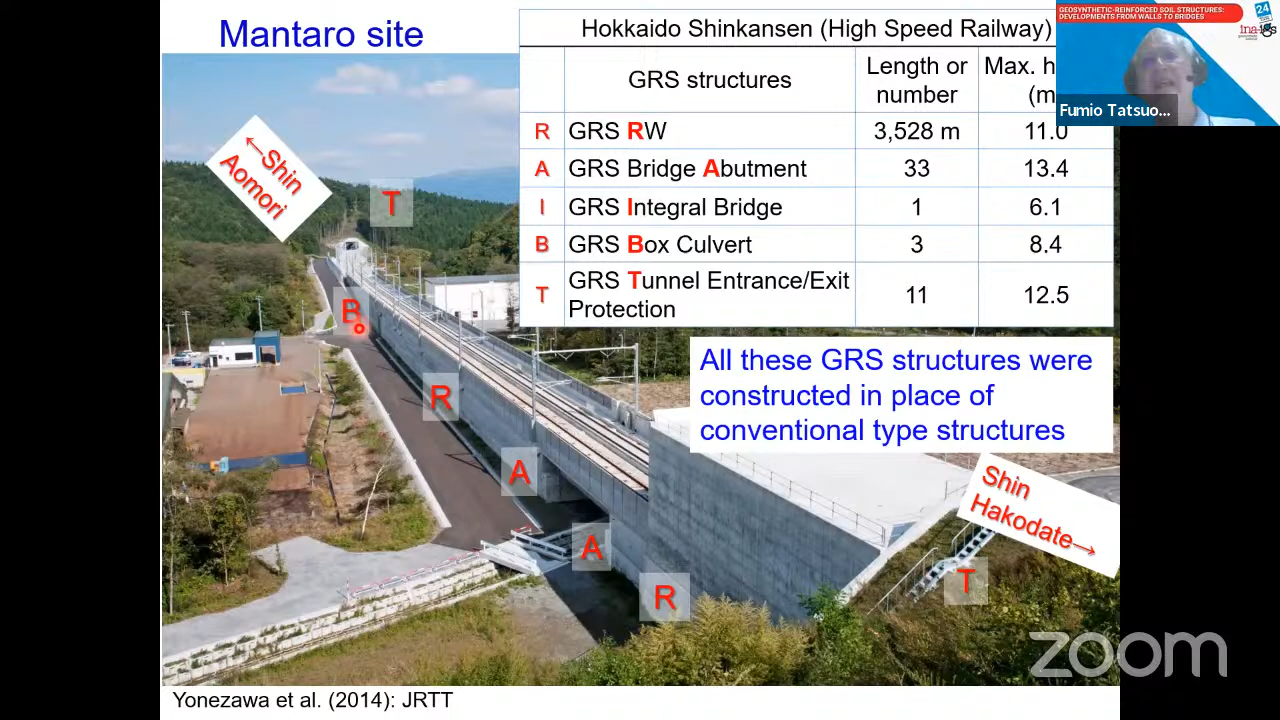 Mantaro site
Hokkaido Shinkansen (High Speed Railway)
GRS structures
Length or
number
Max. h
(m
R GRS RW 3,528 m 11.0
A GRS Bridge Abutment 33 13.4
I GRS Integral Bridge 1 6.1
B GRS Box Culvert 3 8.4
T GRS Tunnel Entrance/Exit
Protection 11 12.5
GEOSYNTHETIC-REINFORCED SOIL STRUCTURES:
DEVELOPMENTS FROM WALLS TO BRIDGES
24
Fumio Tatsuo...
←Shin
Aomori
T
B
R
A
A
R
T
All these GRS structures were
constructed in place of
conventional type structures
Shin
Hakodate→
zoom
Yonezawa et al. (2014): JRTT